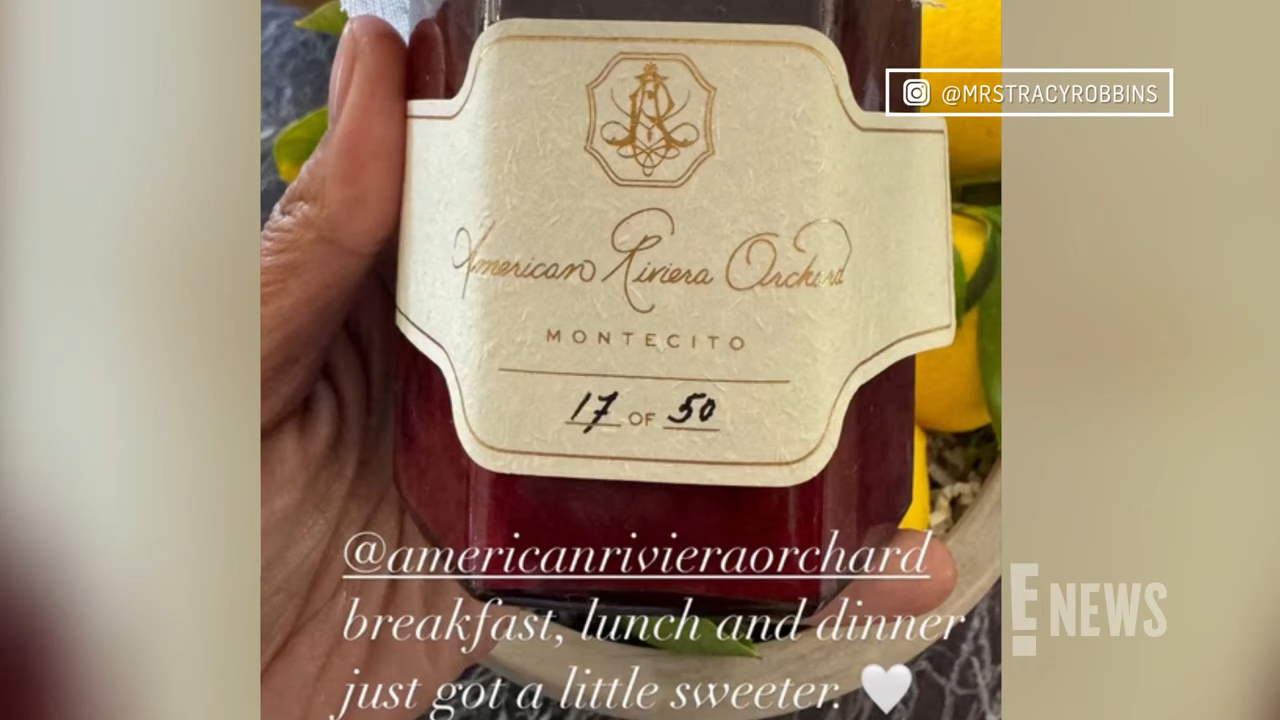 @MRSTRACYROBBINS
American Riviera Orchard
MONTECITO
17 OF 50
@americanrivieraorchard
breakfast, lunch and dinner
just got a little sweeter. 🤍
E NEWS